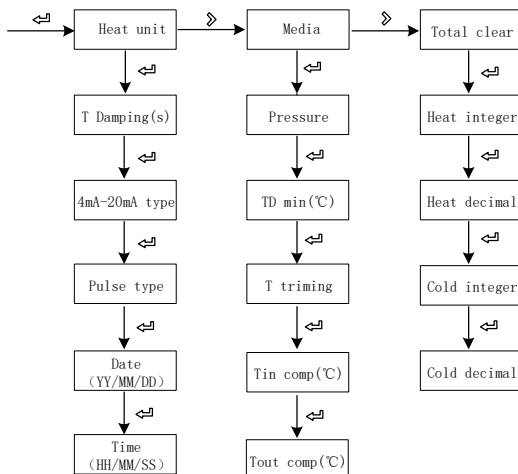 Heat unit
Media
Total clear
T Damping(s)
Pressure
Heat integer
4mA-20mA type
TD min(℃)
Heat decimal
Pulse type
T triming
Cold integer
Date
(YY/MM/DD)
Tin comp(℃)
Cold decimal
Time
(HH/MM/SS)
Tout comp(℃)